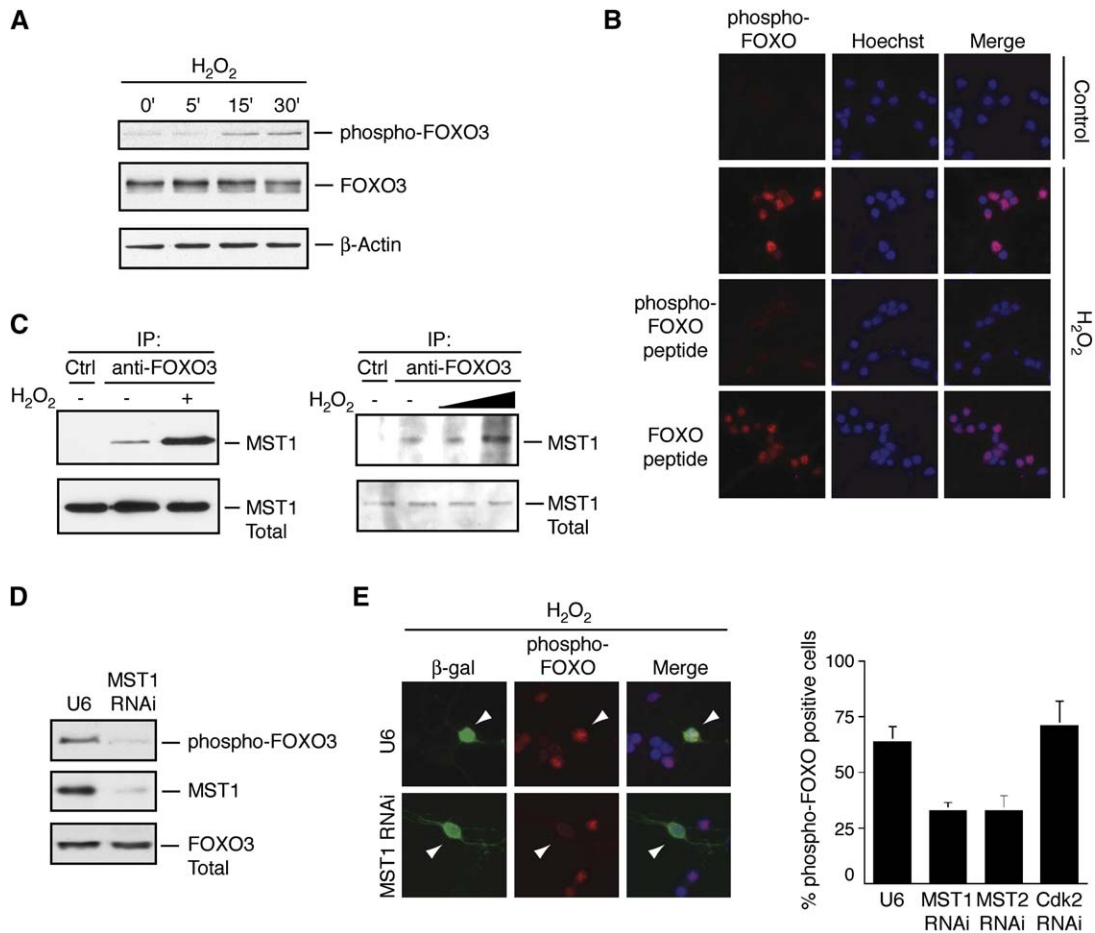 A
H2O2
0' 5' 15' 30'
phospho-FOXO3
FOXO3
β-Actin
B
phospho-
FOXO Hoechst Merge
Control
H2O2
phospho-
FOXO
peptide
FOXO
peptide
C
IP:
Ctrl anti-FOXO3
H2O2 - - +
MST1
MST1
Total
IP:
Ctrl anti-FOXO3
H2O2 - -
MST1
MST1
Total
D
U6 MST1
RNAi
phospho-FOXO3
MST1
FOXO3
Total
E
H2O2
phospho-
β-gal FOXO Merge
U6
MST1 RNAi
% phospho-FOXO positive cells
100
75
50
25
0
U6 MST1 MST2 Cdk2
RNAi RNAi RNAi